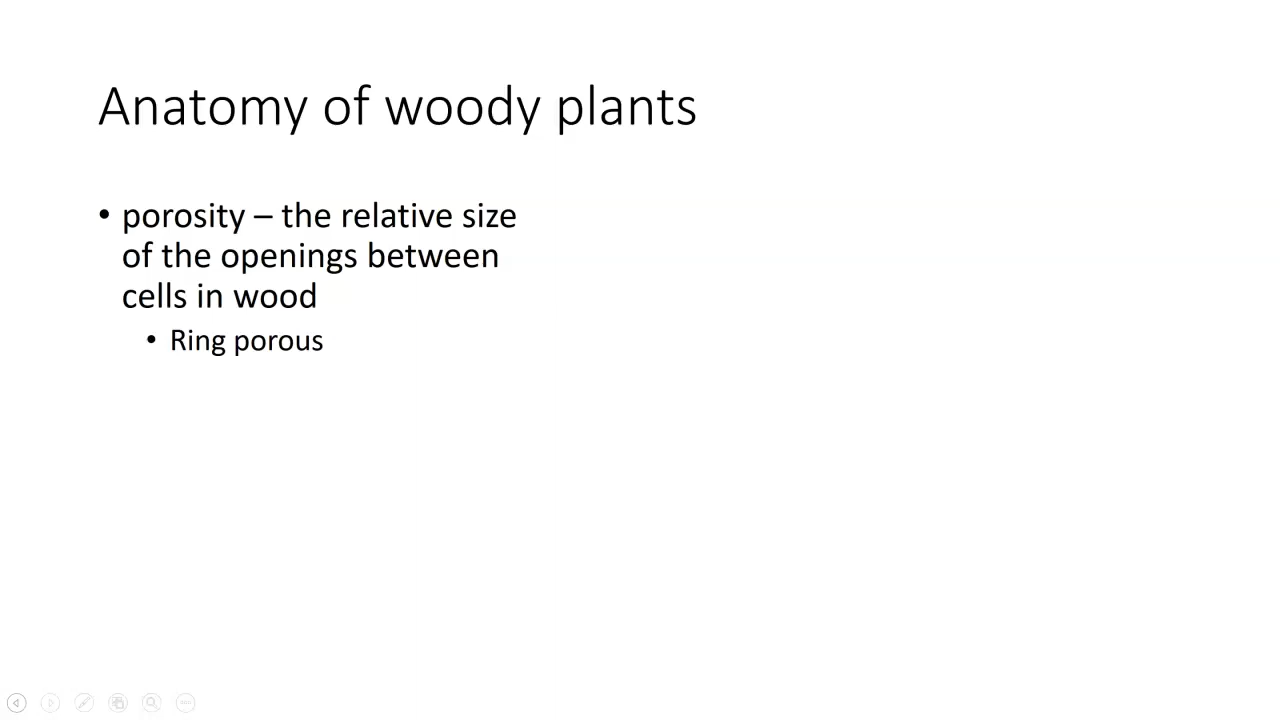 Anatomy of woody plants
• porosity – the relative size
of the openings between
cells in wood
• Ring porous